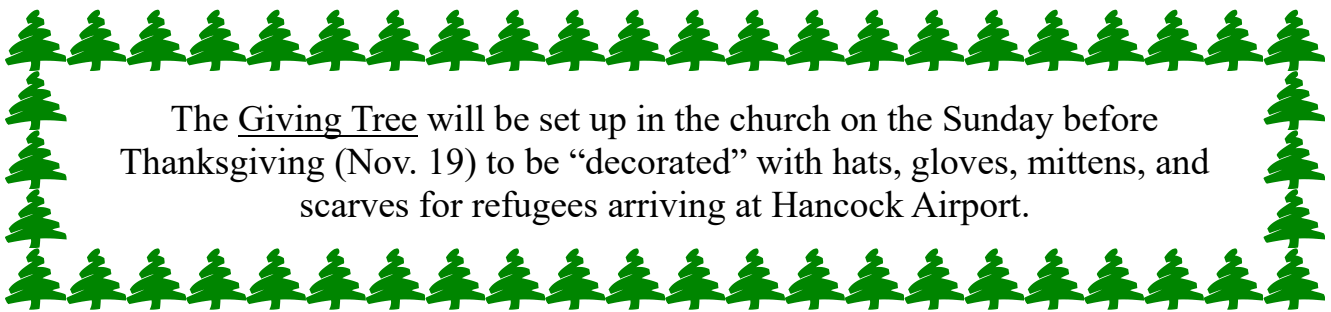 The Giving Tree will be set up in the church on the Sunday before
Thanksgiving (Nov. 19) to be “decorated” with hats, gloves, mittens, and
scarves for refugees arriving at Hancock Airport.